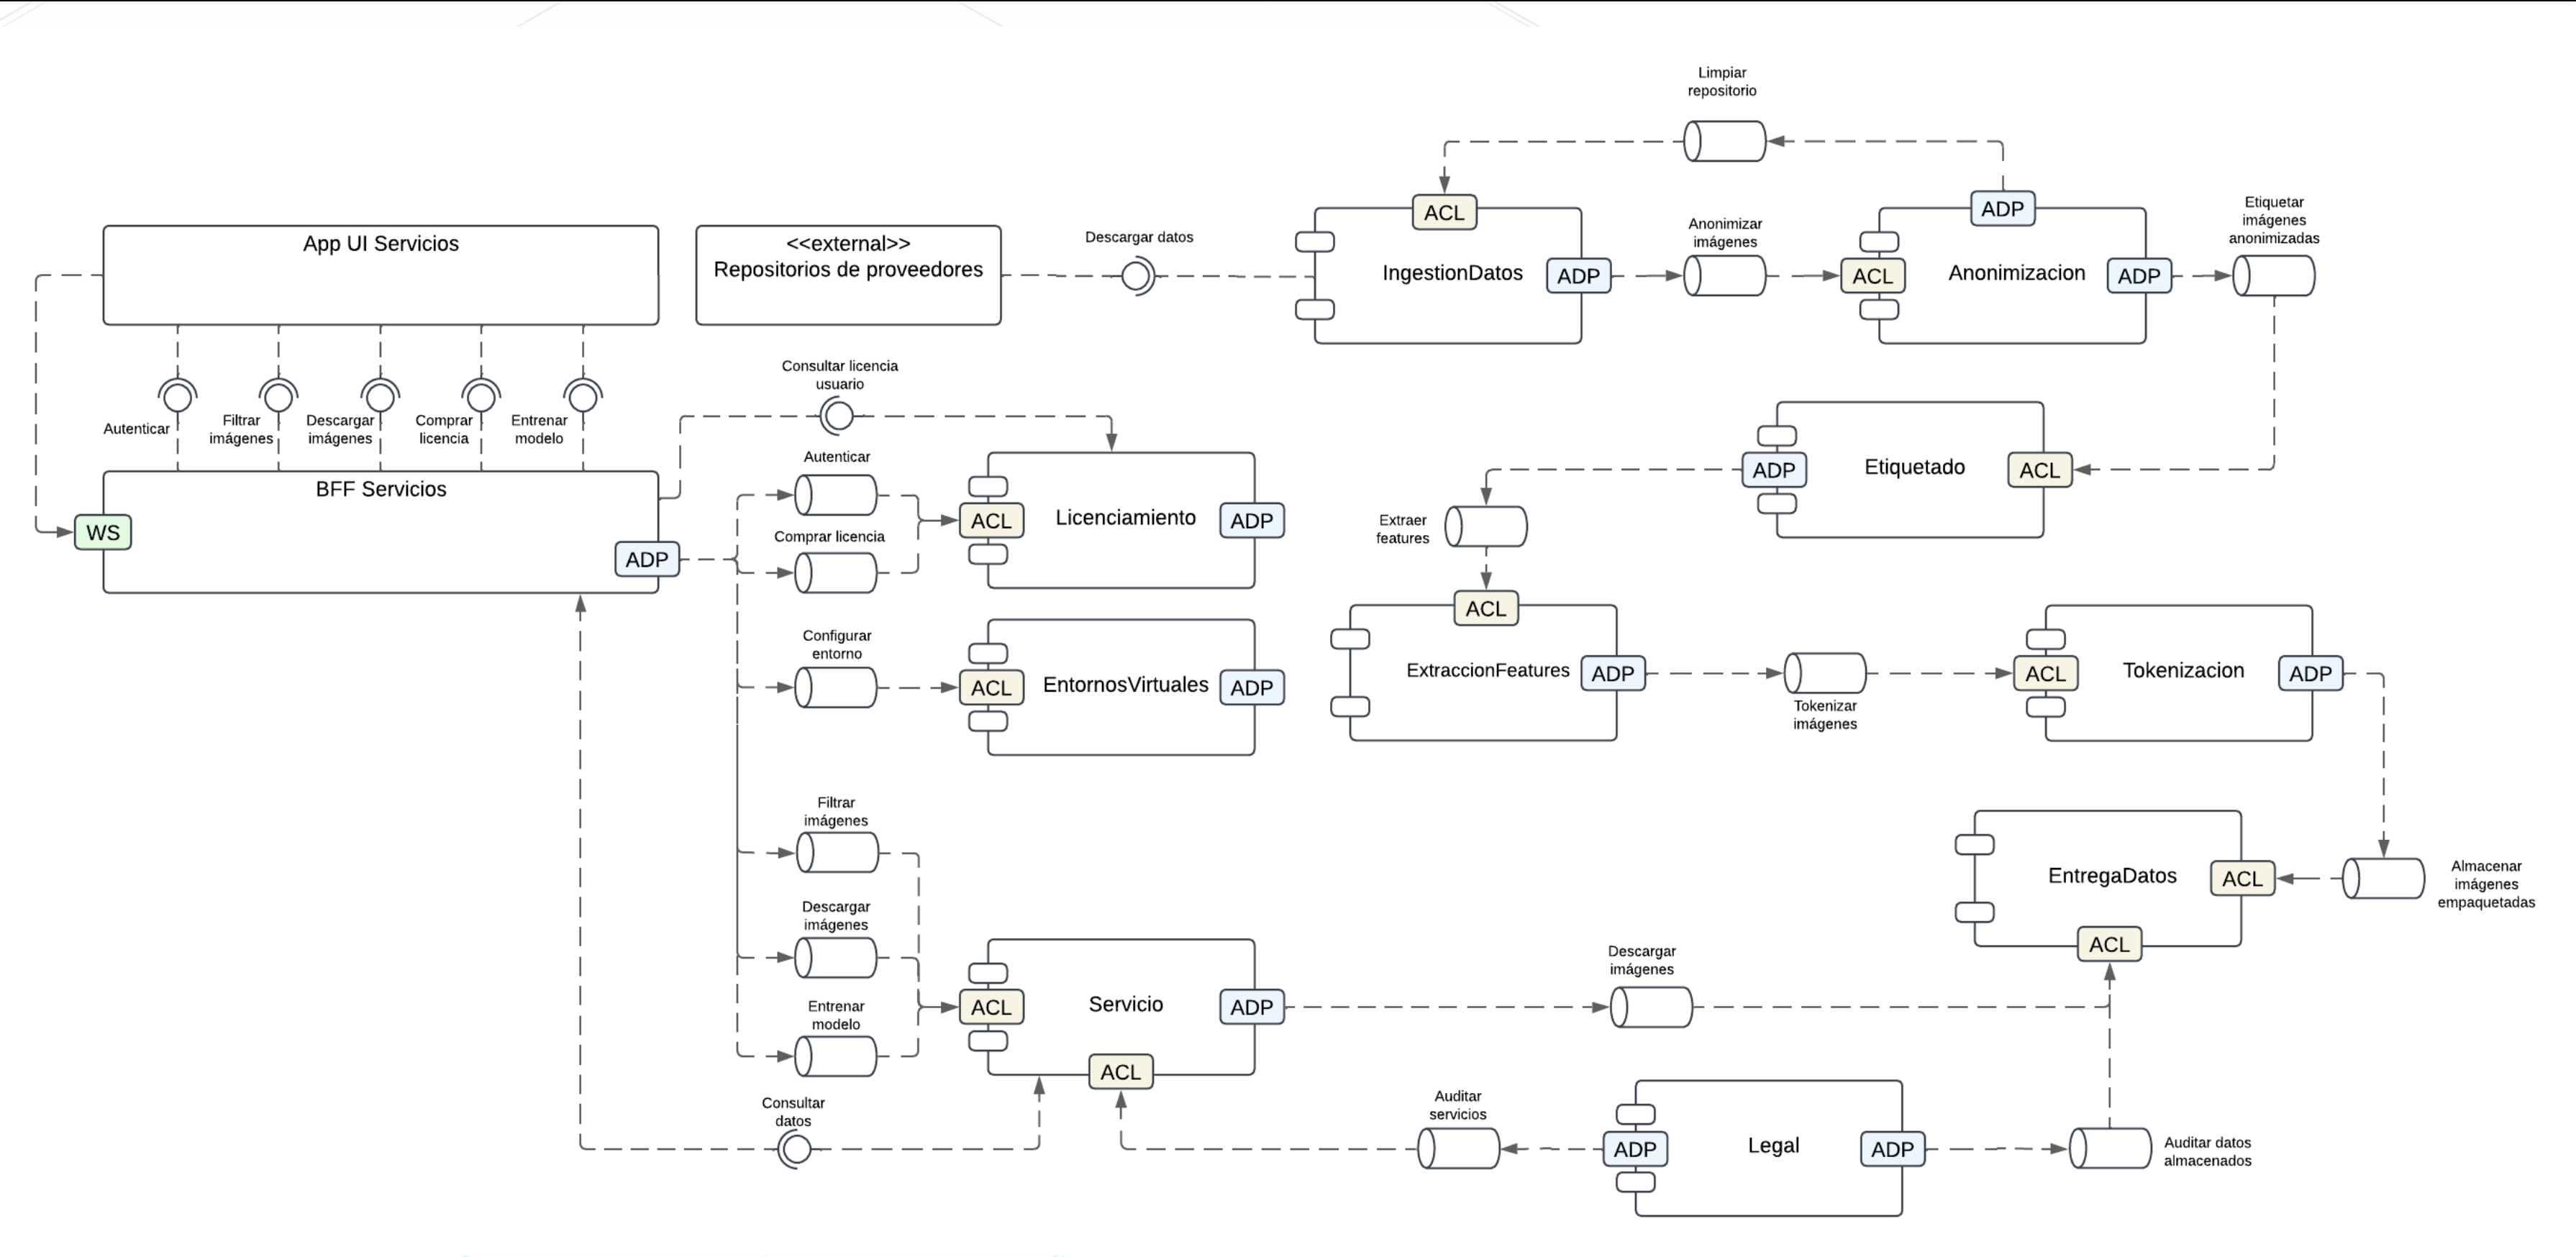 Limpiar
repositorio
App UI Servicios
<<external>>
Repositorios de proveedores
Descargar datos
ACL
IngestionDatos
ADP
Anonimizar
imágenes
ADP
ACL
Anonimizacion
ADP
Etiquetar
imágenes
anonimizadas
Autenticar
Filtrar
imágenes
Descargar
imágenes
Comprar
licencia
Entrenar
modelo
BFF Servicios
WS
ADP
Consultar licencia
usuario
Autenticar
Comprar licencia
ACL
Licenciamiento
ADP
ADP
Etiquetado
ACL
Extraer
features
Configurar
entorno
ACL
EntornosVirtuales
ADP
ACL
ExtraccionFeatures
ADP
Tokenizar
imágenes
ACL
Tokenizacion
ADP
Filtrar
imágenes
Descargar
imágenes
Entrenar
modelo
ACL
Servicio
ADP
ACL
Descargar
imágenes
EntregaDatos
ACL
ACL
Almacenar
imágenes
empaquetadas
Consultar
datos
Auditar
servicios
ADP
Legal
ADP
Auditar datos
almacenados